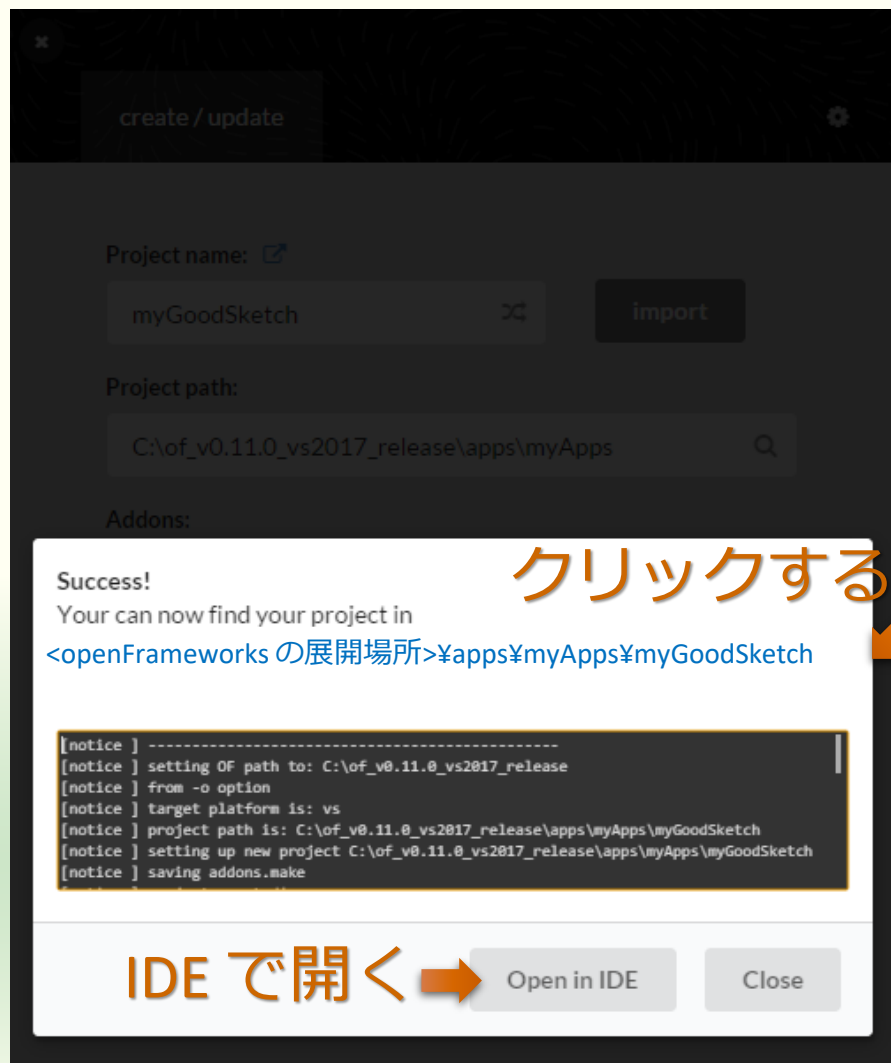 create / update
Project name:
myGoodSketch
import
Project path:
C:\of_v0.11.0_vs2017_release\apps\myApps
Addons:
クリックする
Success!
Your can now find your project in
<openFrameworks の展開場所>¥apps¥myApps¥myGoodSketch
[notice ] -----------------------------------------------
[notice ] setting OF path to: C:\of_v0.11.0_vs2017_release
[notice ] from -o option
[notice ] target platform is: vs
[notice ] project path is: C:\of_v0.11.0_vs2017_release\apps\myApps\myGoodSketch
[notice ] setting up new project C:\of_v0.11.0_vs2017_release\apps\myApps\myGoodSketch
[notice ] saving addons.make
IDE で開く
Open in IDE
Close